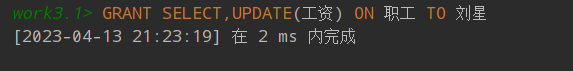 work3.1> GRANT SELECT,UPDATE(工资) ON 职工 TO 刘星
[2023-04-13 21:23:19] 在 2 ms 内完成